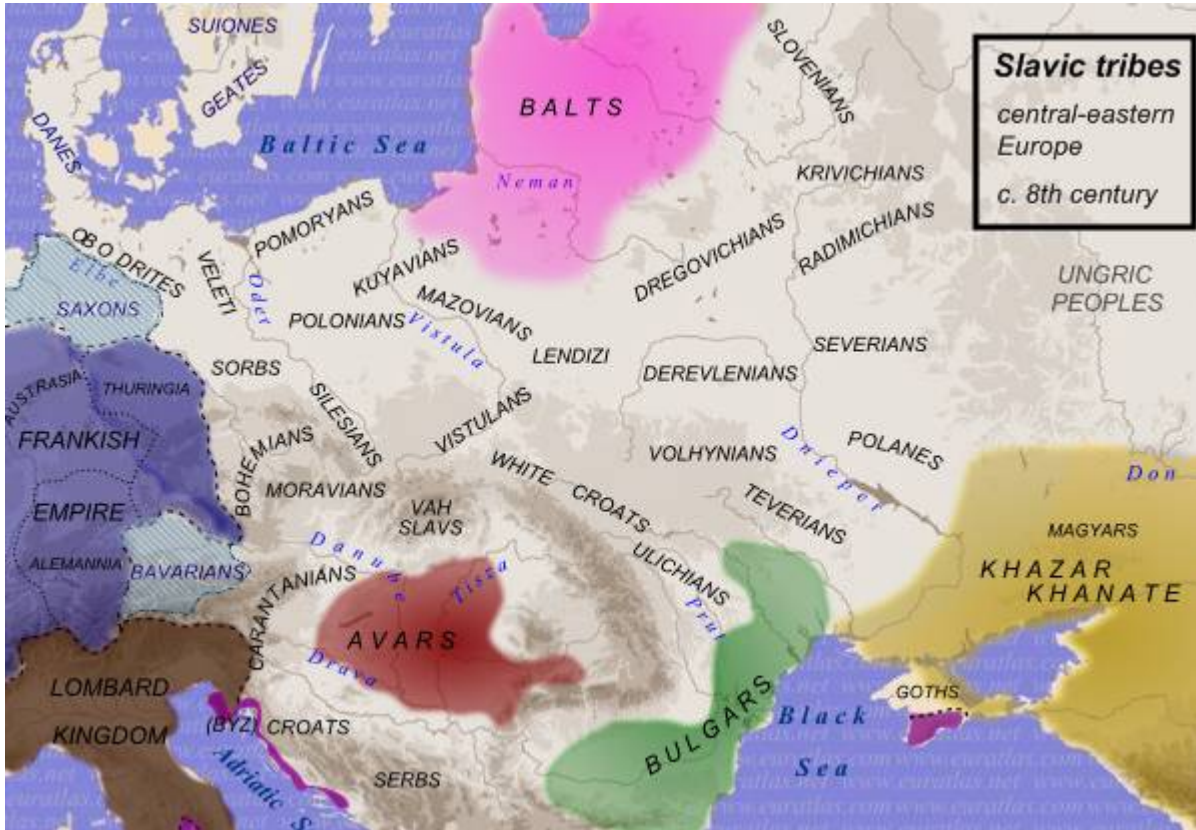 SUIONES
GEATES
DANES
Baltic Sea
BALTS
Neman
SLOVENIANS
Slavic tribes
central-eastern
Europe
c. 8th century
KRIVICHIANS
RADIMICHIANS
DREGOVICHIANS
UNGRIC
PEOPLES
OBODRITES
Elbe
SAXONS
VELETI
Oder
POMORYANS
KUYAVIANS
MAZOVIANS
POLONIANS
Vistula
LENDIZI
SEVERIANS
DEREVLENIANS
SORBS
SILESIANS
VISTULANS
AUSTRASIA
THURINGIA
FRANKISH
EMPIRE
ALEMANNIA
BAVARIANS
BOHEMIANS
MORAVIANS
VAH
SLAVS
WHITE CROATS
VOLHYNIANS
Dnieper
POLANES
TEVERIANS
ULICHIANS
Prut
Don
MAGYARS
KHAZAR
KHANATE
Danube
Tisza
CARANTANIANS
AVARS
Drava
LOMBARD
KINGDOM
(BYZ)
CROATS
Adriatic S
SERBS
BULGARS
Black
Sea
GOTHS
www.euratlas.net